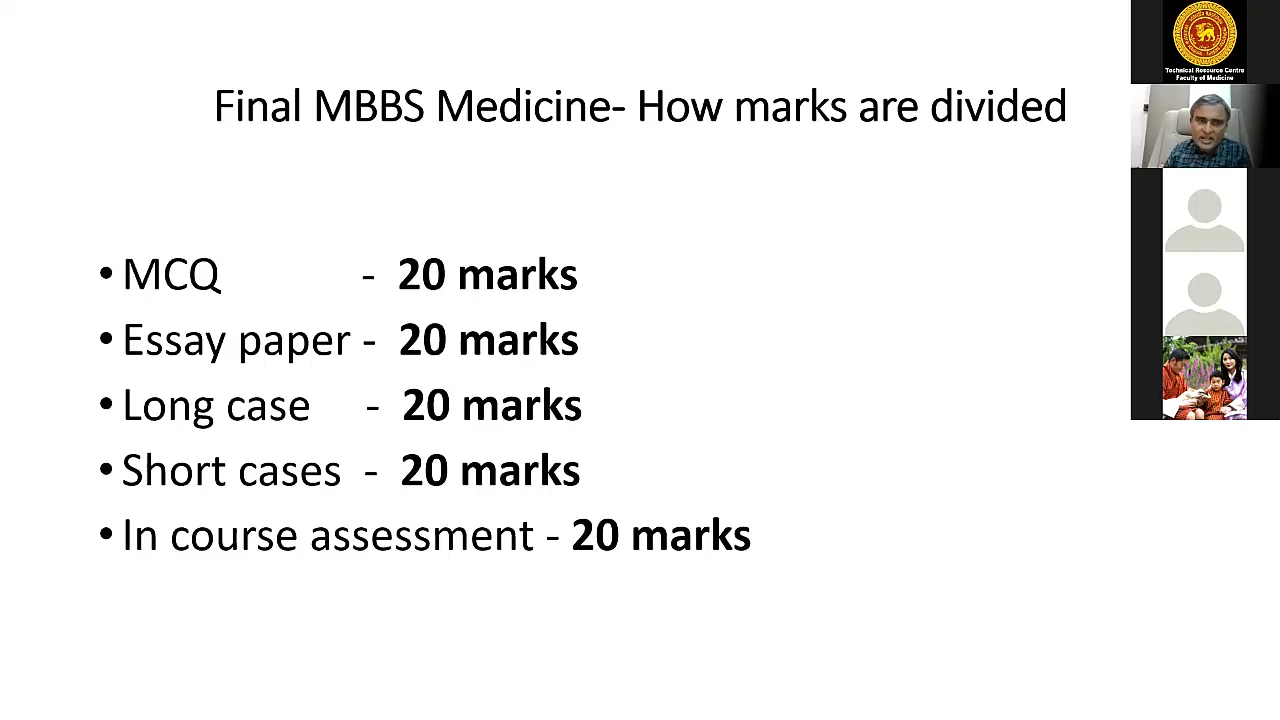 Final MBBS Medicine- How marks are divided
• MCQ - 20 marks
• Essay paper - 20 marks
• Long case - 20 marks
• Short cases - 20 marks
• In course assessment - 20 marks
Technical Resource Centre
Faculty of Medicine